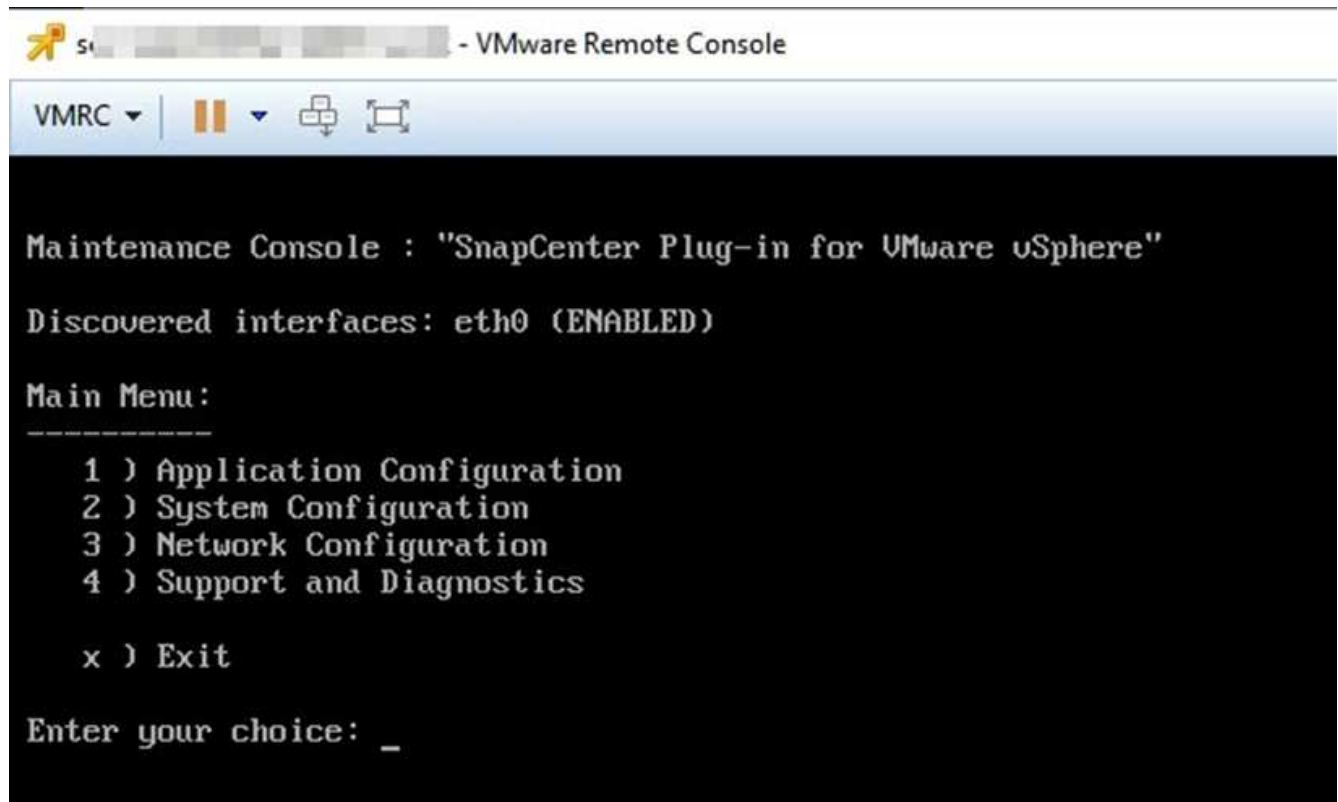 - VMware Remote Console
VMRC
Maintenance Console : "SnapCenter Plug-in for VMware vSphere"
Discovered interfaces: eth0 (ENABLED)
Main Menu:
----------
1 ) Application Configuration
2 ) System Configuration
3 ) Network Configuration
4 ) Support and Diagnostics
x ) Exit
Enter your choice: _